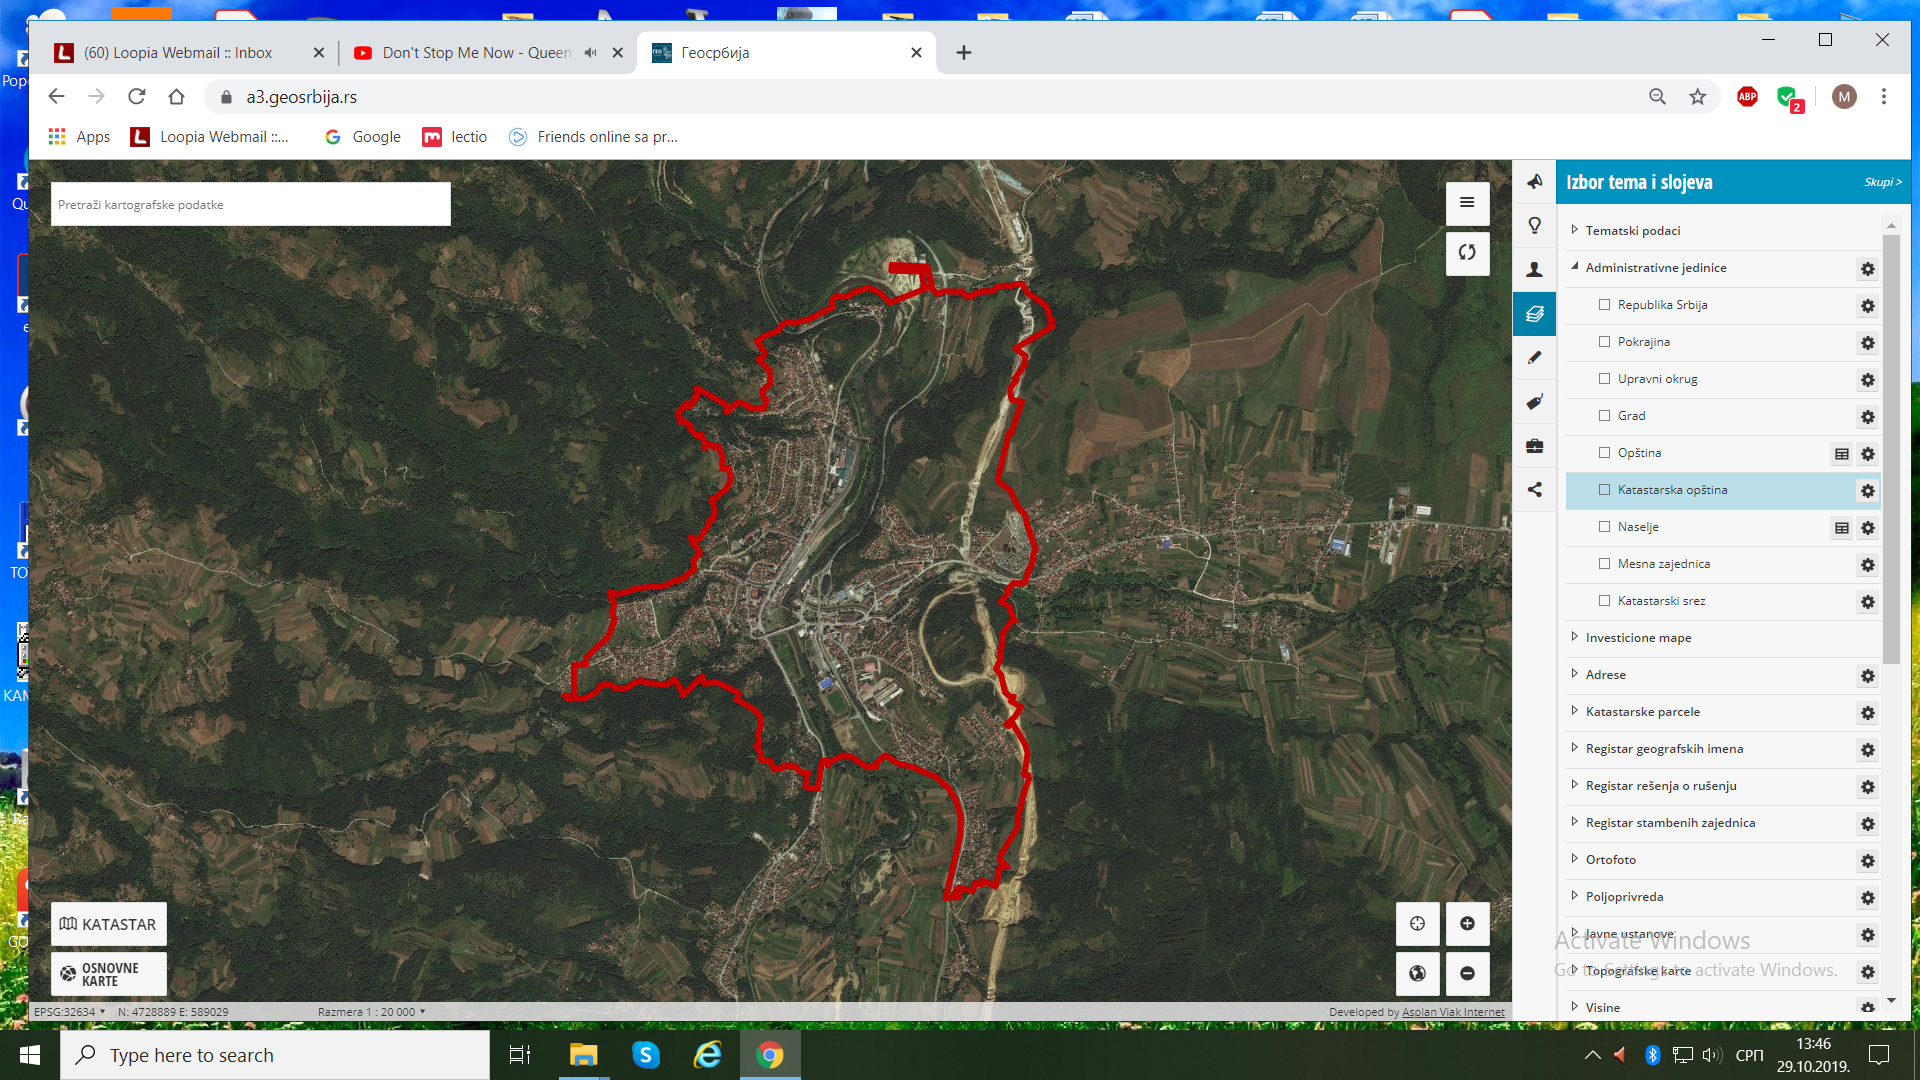 (60) Loopia Webmail :: Inbox
Don't Stop Me Now - Queen
Геосрбија
a3.geosrbija.rs
ABP
2
M
Apps
Loopia Webmail ::...
Google
lectio
Friends online sa pr...
Pretraži kartografske podatke
Izbor tema i slojeva
Skupi >
Tematski podaci
Administrativne jedinice
Republika Srbija
Pokrajina
Upravni okrug
Grad
Opština
Katastarska opština
Naselje
Mesna zajednica
Katastarski srez
Investicione mape
Adrese
Katastarske parcele
Registar geografskih imena
Registar rešenja o rušenju
Registar stambenih zajednica
Ortofoto
Poljoprivreda
Javne ustanove
Topografske karte
Visine
Activate Windows
Go to Settings to activate Windows.
KATASTAR
OSNOVNE
KARTE
EPSG:32634
N: 4728889 E: 589029
Razmera 1 : 20 000
Developed by Asplan Viak Internet
Type here to search
СРП
13:46
29.10.2019.